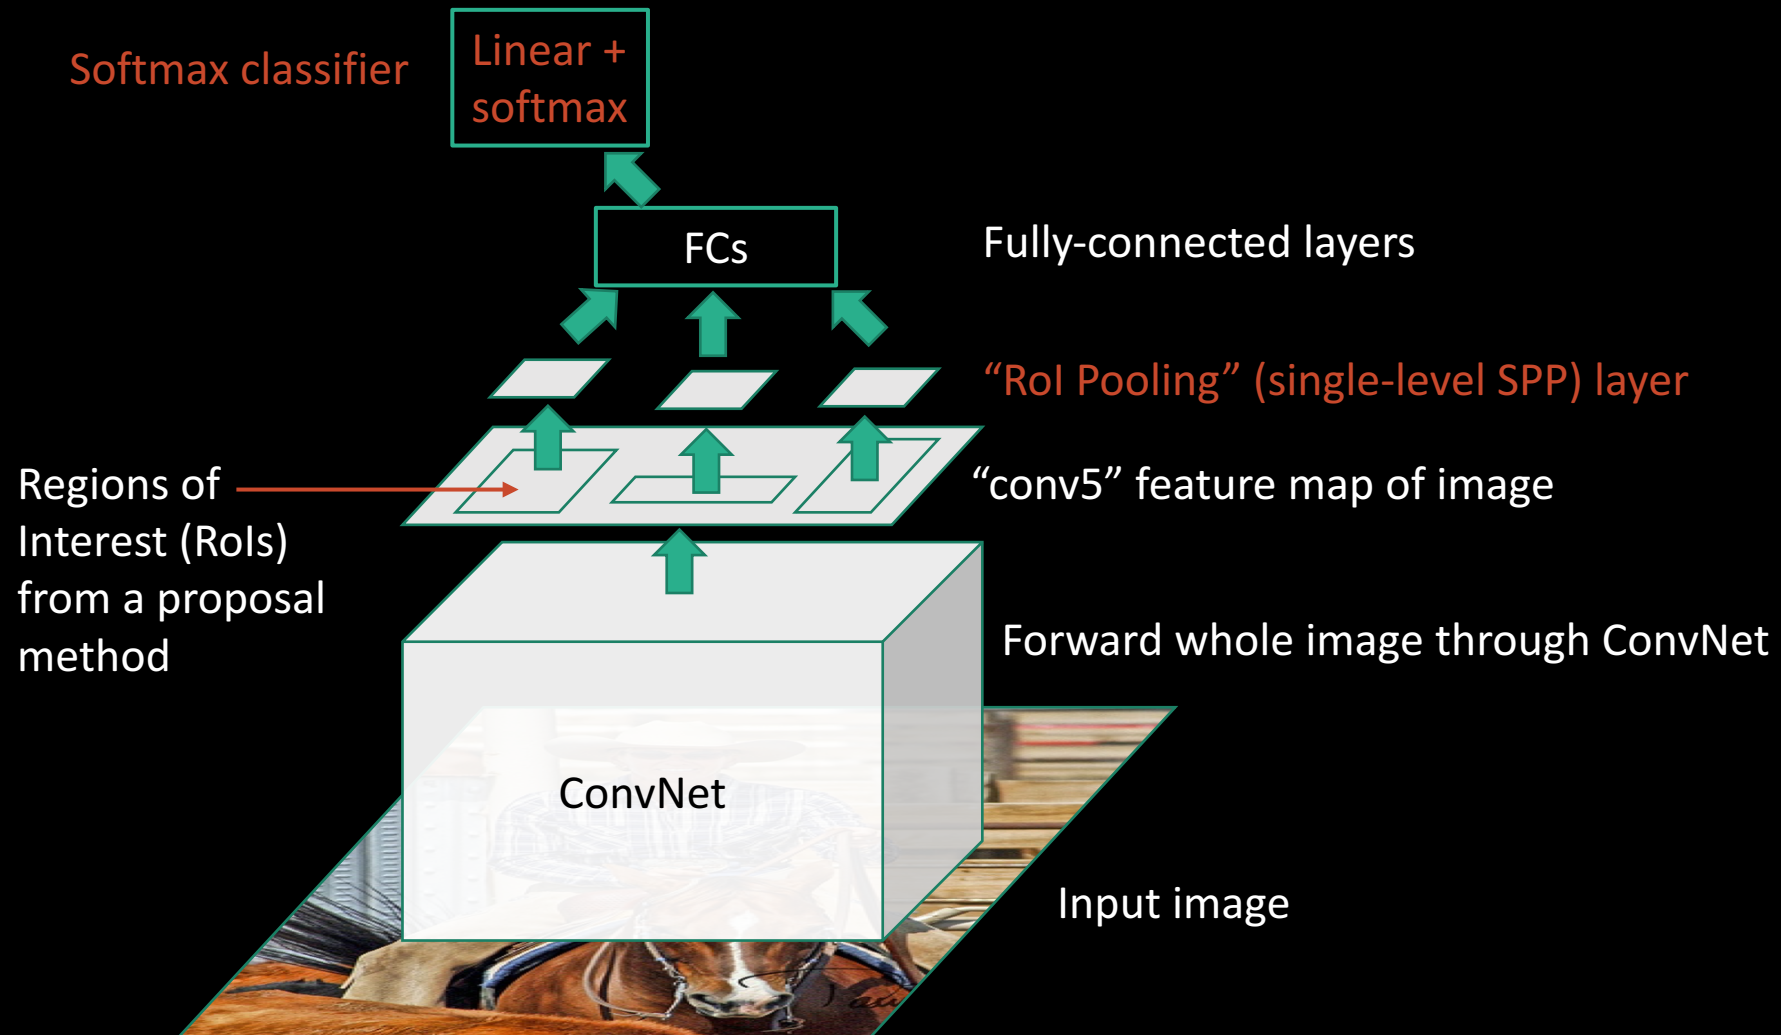 Softmax classifier
Linear +
softmax
FCs
Fully-connected layers
“RoI Pooling” (single-level SPP) layer
Regions of
Interest (RoIs)
from a proposal
method
“conv5” feature map of image
Forward whole image through ConvNet
ConvNet
Input image